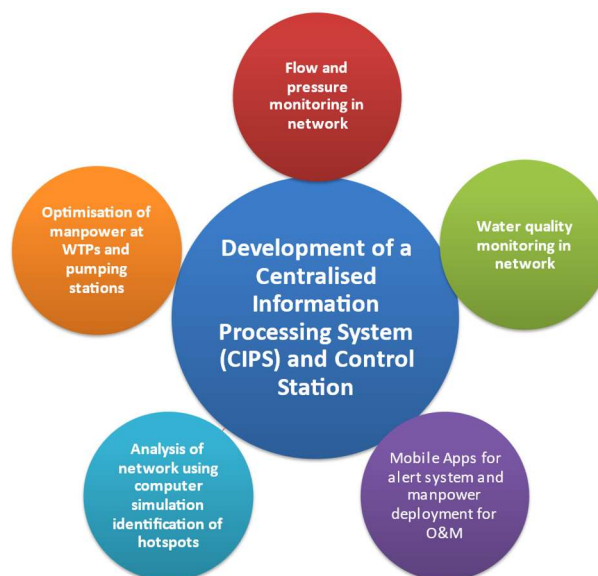 Flow and
pressure
monitoring in
network
Optimisation of
manpower at
WTPs and
pumping
stations
Development of a
Centralised
Information
Processing System
(CIPS) and Control
Station
Water quality
monitoring in
network
Analysis of
network using
computer
simulation
identification of
hotspots
Mobile Apps for
alert system and
manpower
deployment for
O&M